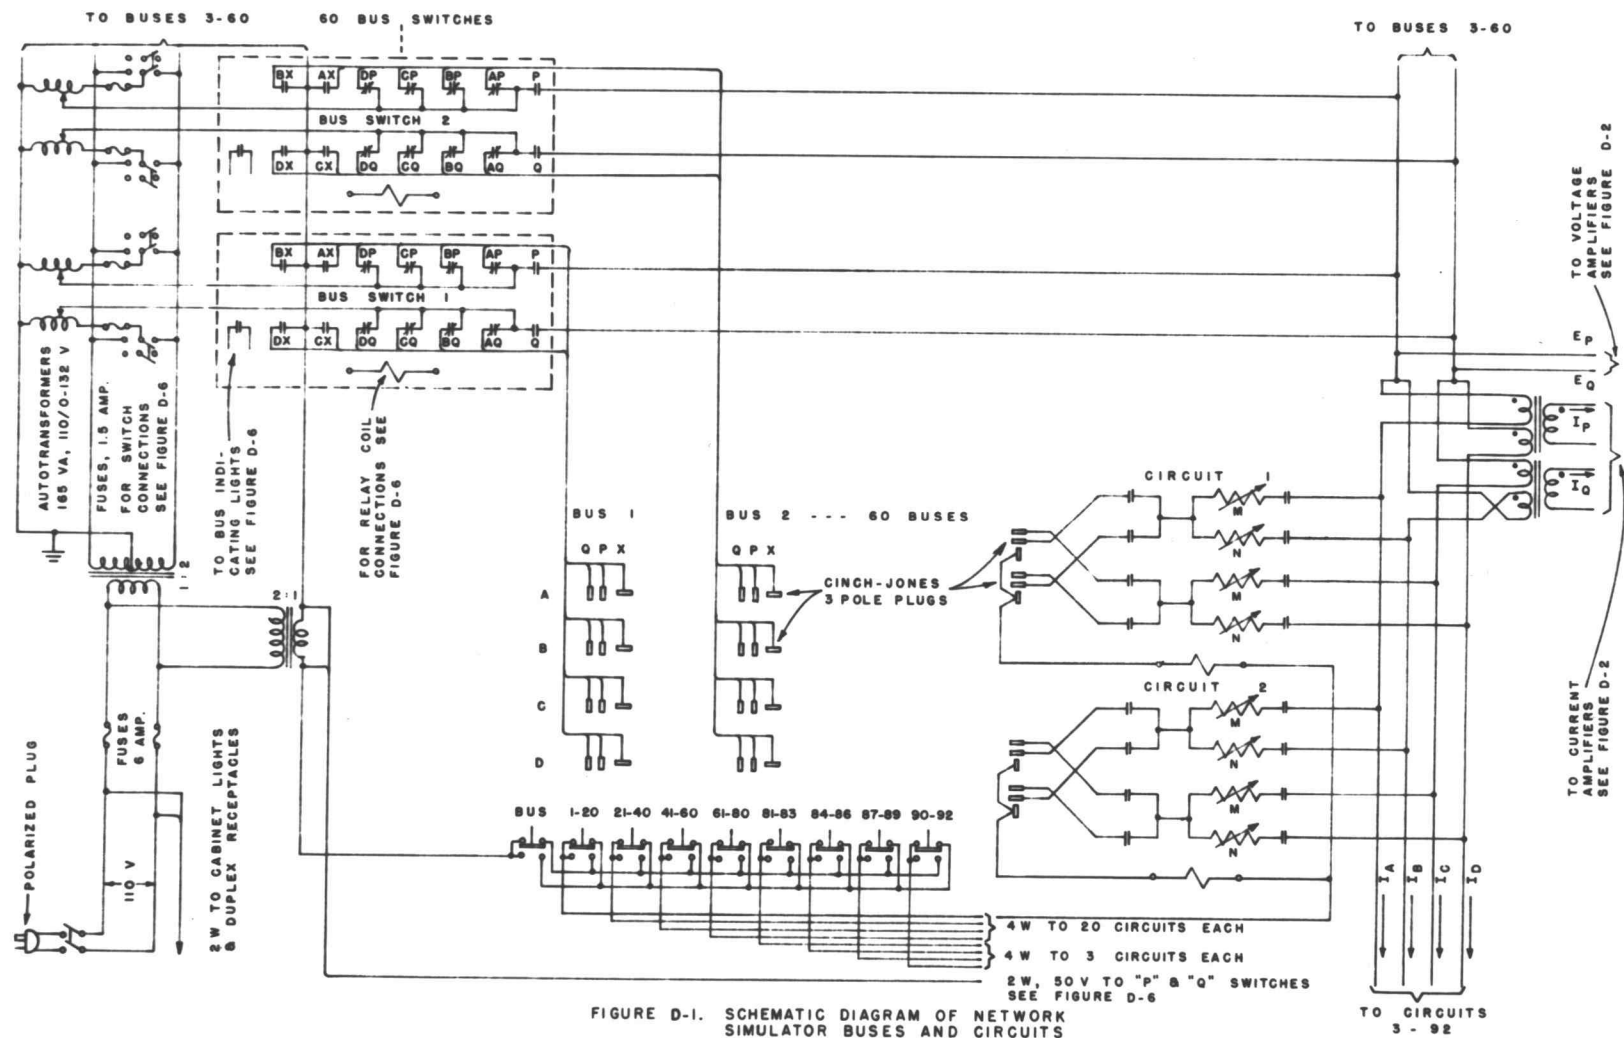 TO BUSES 3-60
60 BUS SWITCHES
TO BUSES 3-60
BX AX DP CP BP AP P
BUS SWITCH 2
DX CX DQ CQ BQ AQ Q
BX AX DP CP BP AP P
BUS SWITCH 1
DX CX DQ CQ BQ AQ Q
TO VOLTAGE
AMPLIFIERS
SEE FIGURE D-2
EP
EQ
IP
IQ
AUTOTRANSFORMERS
165 VA, 110/0-132 V
FUSES, 1.5 AMP.
FOR SWITCH
CONNECTIONS
SEE FIGURE D-6
TO BUS INDI-
CATING LIGHTS
SEE FIGURE D-6
FOR RELAY COIL
CONNECTIONS SEE
FIGURE D-6
1:2
2:1
BUS 1
BUS 2 --- 60 BUSES
Q P X
Q P X
A
B
C
D
CINCH-JONES
3 POLE PLUGS
CIRCUIT 1
M
N
M
N
CIRCUIT 2
M
N
M
N
TO CURRENT
AMPLIFIERS
SEE FIGURE D-2
FUSES
6 AMP.
POLARIZED PLUG
110 V
2 W TO CABINET LIGHTS
& DUPLEX RECEPTACLES
BUS 1-20 21-40 41-60 61-80 81-83 84-86 87-89 90-92
IA IB IC ID
4 W TO 20 CIRCUITS EACH
4 W TO 3 CIRCUITS EACH
2 W, 50 V TO "P" & "Q" SWITCHES
SEE FIGURE D-6
TO CIRCUITS
3 - 92
FIGURE D-1. SCHEMATIC DIAGRAM OF NETWORK
SIMULATOR BUSES AND CIRCUITS